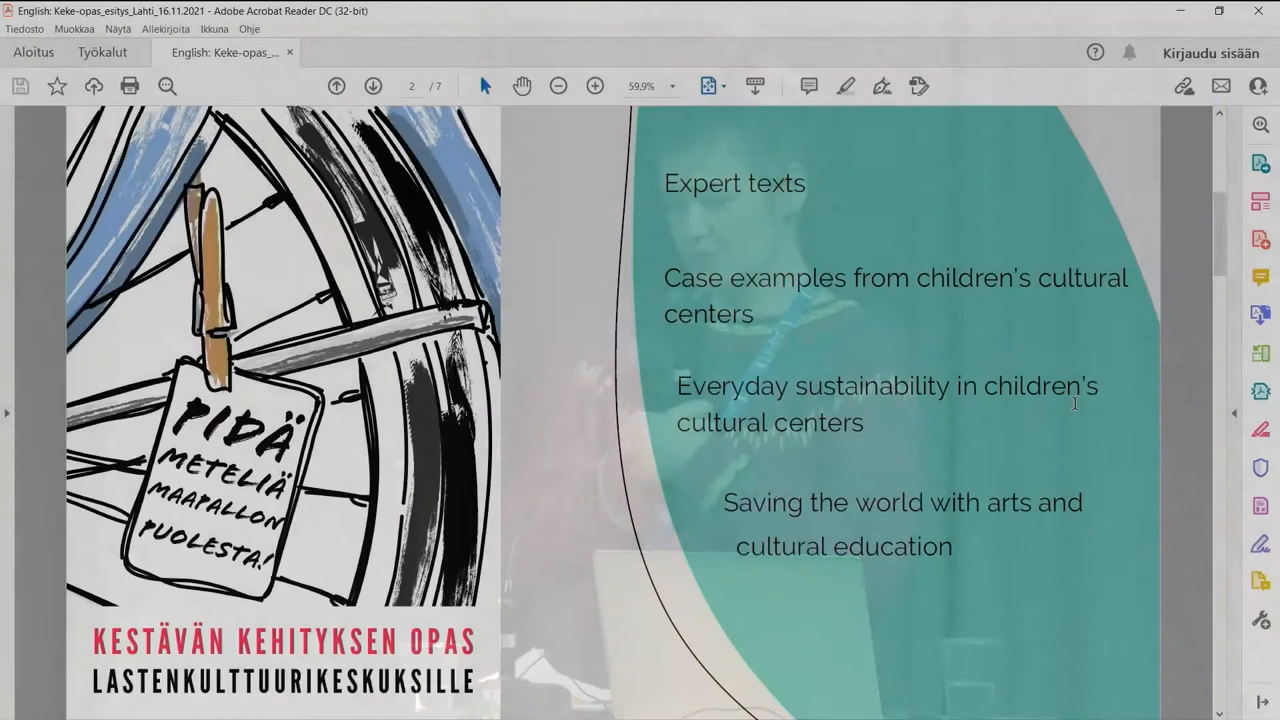 English: Keke-opas_esitys_Lahti_16.11.2021 - Adobe Acrobat Reader DC (32-bit)
Tiedosto Muokkaa Näytä Allekirjoita Ikkuna Ohje
Aloitus Työkalut English: Keke-opas_... × Kirjaudu sisään
2 / 7 59,9%
Expert texts
Case examples from children's cultural
centers
Everyday sustainability in children's
cultural centers
Saving the world with arts and
cultural education
PIDÄ
METELIÄ
MAAPALLON
PUOLESTA!
KESTÄVÄN KEHITYKSEN OPAS
LASTENKULTTUURIKESKUKSILLE